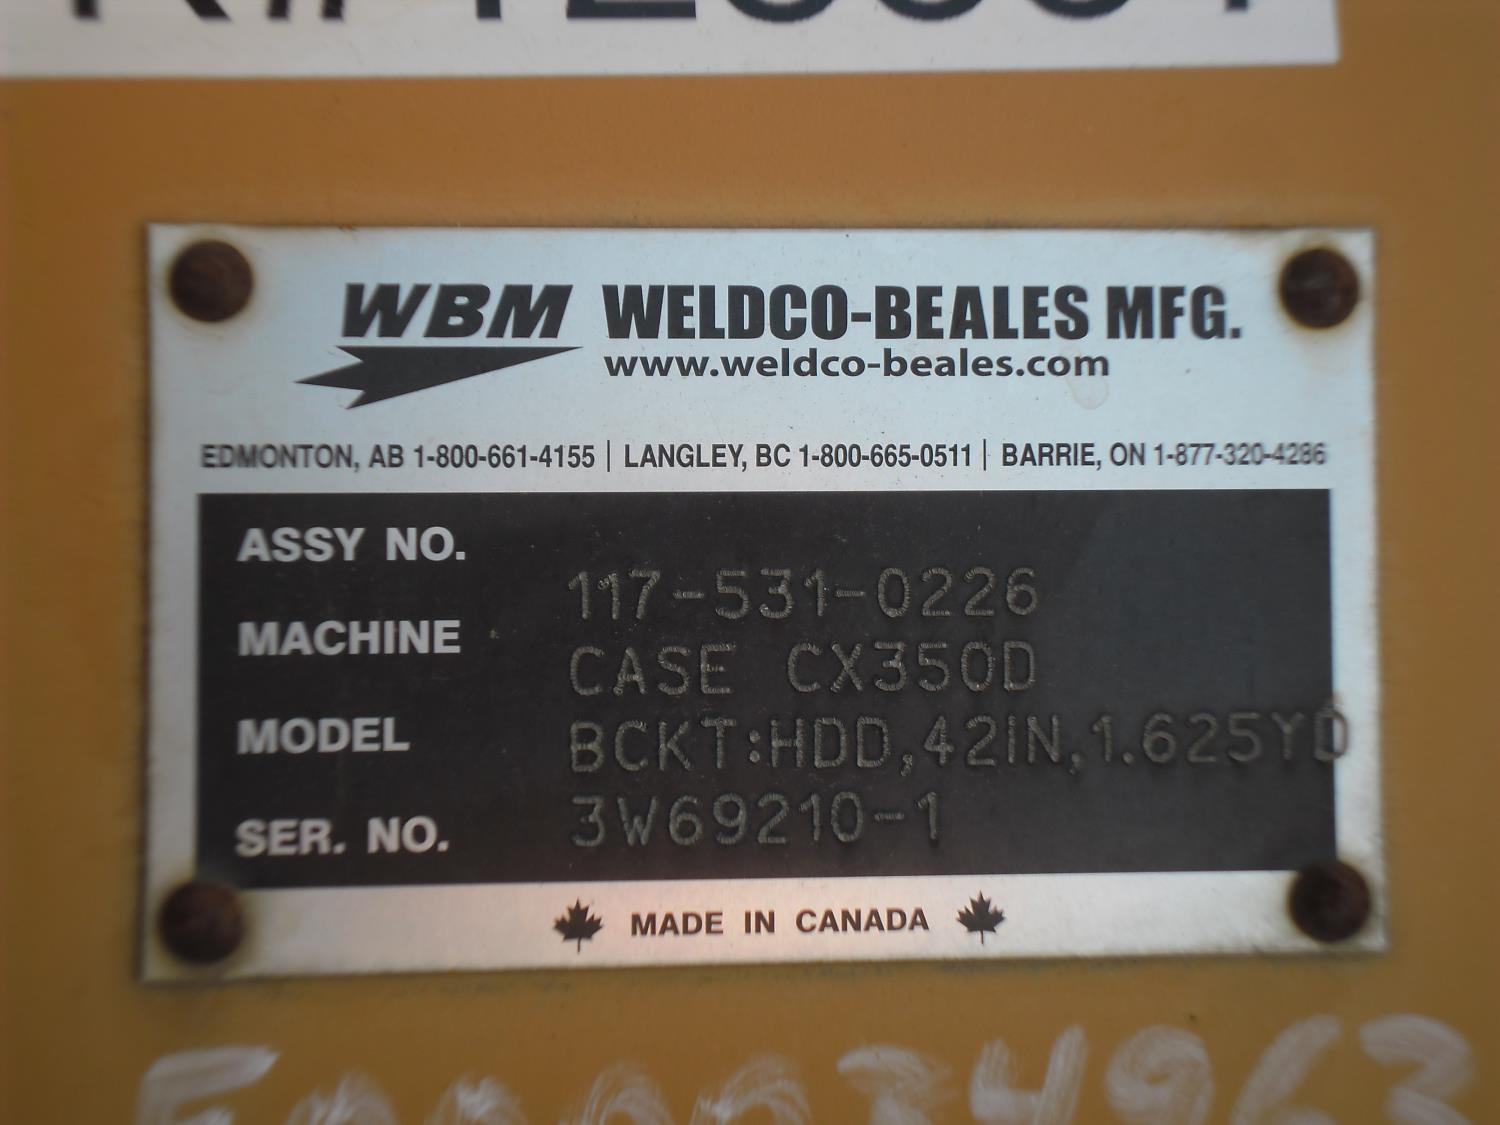 WBM WELDCO-BEALES MFG.
www.weldco-beales.com
EDMONTON, AB 1-800-661-4155 | LANGLEY, BC 1-800-665-0511 | BARRIE, ON 1-877-320-4286
ASSY NO. 117-531-0226
MACHINE CASE CX350D
MODEL BCKT:HDD,42IN,1.625YD
SER. NO. 3W69210-1
MADE IN CANADA